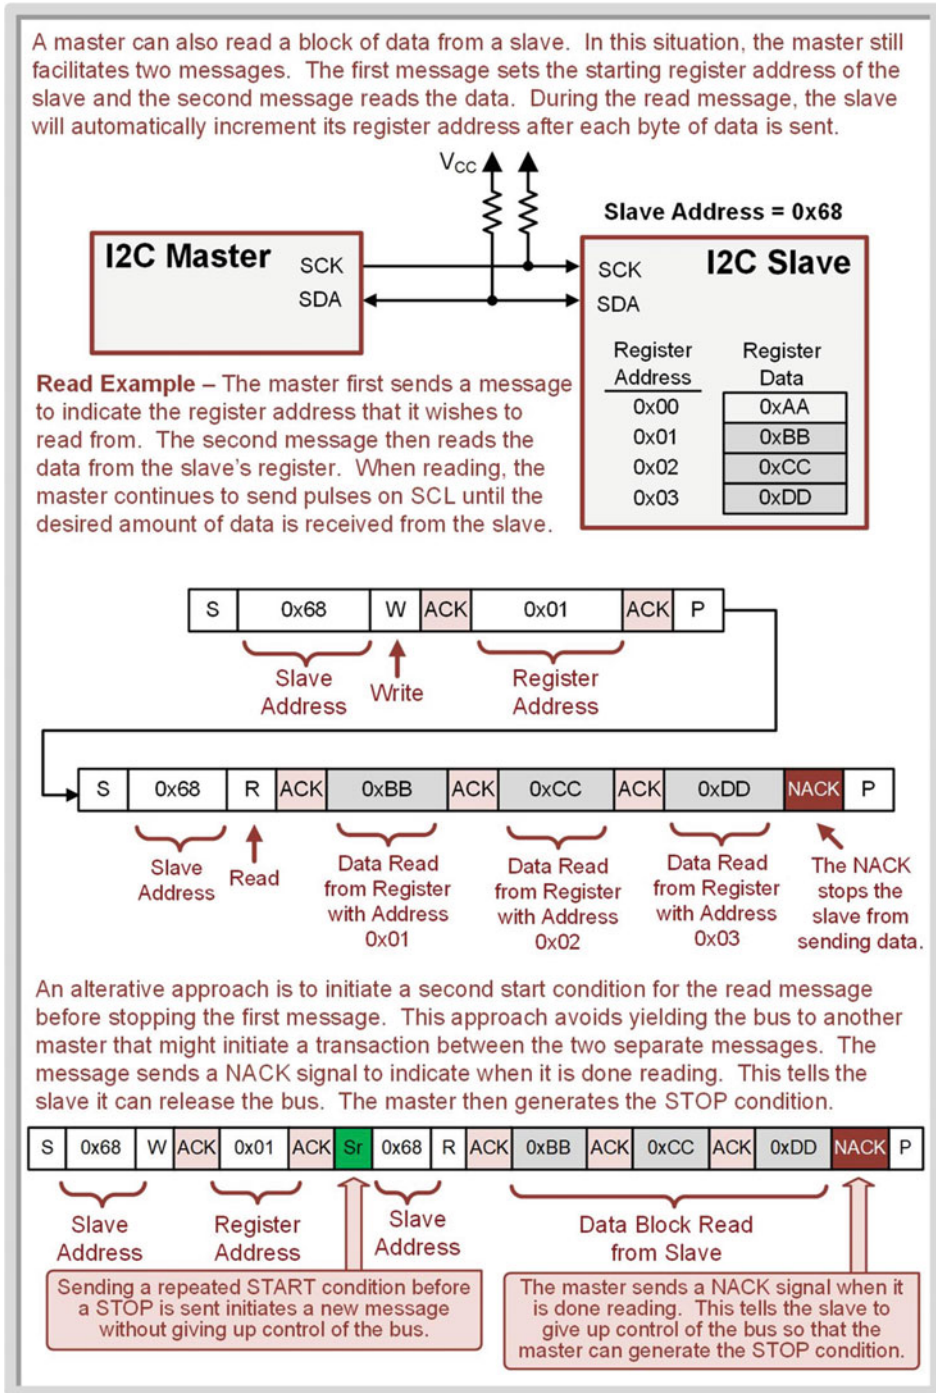 A master can also read a block of data from a slave.  In this situation, the master still
facilitates two messages.  The first message sets the starting register address of the
slave and the second message reads the data.  During the read message, the slave
will automatically increment its register address after each byte of data is sent.
VCC
Slave Address = 0x68
I2C Master
SCK
SDA
I2C Slave
SCK
SDA
Register Address
Register Data
0x00 0xAA
0x01 0xBB
0x02 0xCC
0x03 0xDD
Read Example – The master first sends a message
to indicate the register address that it wishes to
read from.  The second message then reads the
data from the slave's register.  When reading, the
master continues to send pulses on SCL until the
desired amount of data is received from the slave.
S 0x68 W ACK 0x01 ACK P
Slave
Address
Write
Register
Address
S 0x68 R ACK 0xBB ACK 0xCC ACK 0xDD NACK P
Slave
Address
Read
Data Read
from Register
with Address
0x01
Data Read
from Register
with Address
0x02
Data Read
from Register
with Address
0x03
The NACK
stops the
slave from
sending data.
An alterative approach is to initiate a second start condition for the read message
before stopping the first message.  This approach avoids yielding the bus to another
master that might initiate a transaction between the two separate messages.  The
message sends a NACK signal to indicate when it is done reading.  This tells the
slave it can release the bus.  The master then generates the STOP condition.
S 0x68 W ACK 0x01 ACK Sr 0x68 R ACK 0xBB ACK 0xCC ACK 0xDD NACK P
Slave
Address
Register
Address
Slave
Address
Data Block Read
from Slave
Sending a repeated START condition before
a STOP is sent initiates a new message
without giving up control of the bus.
The master sends a NACK signal when it
is done reading.  This tells the slave to
give up control of the bus so that the
master can generate the STOP condition.